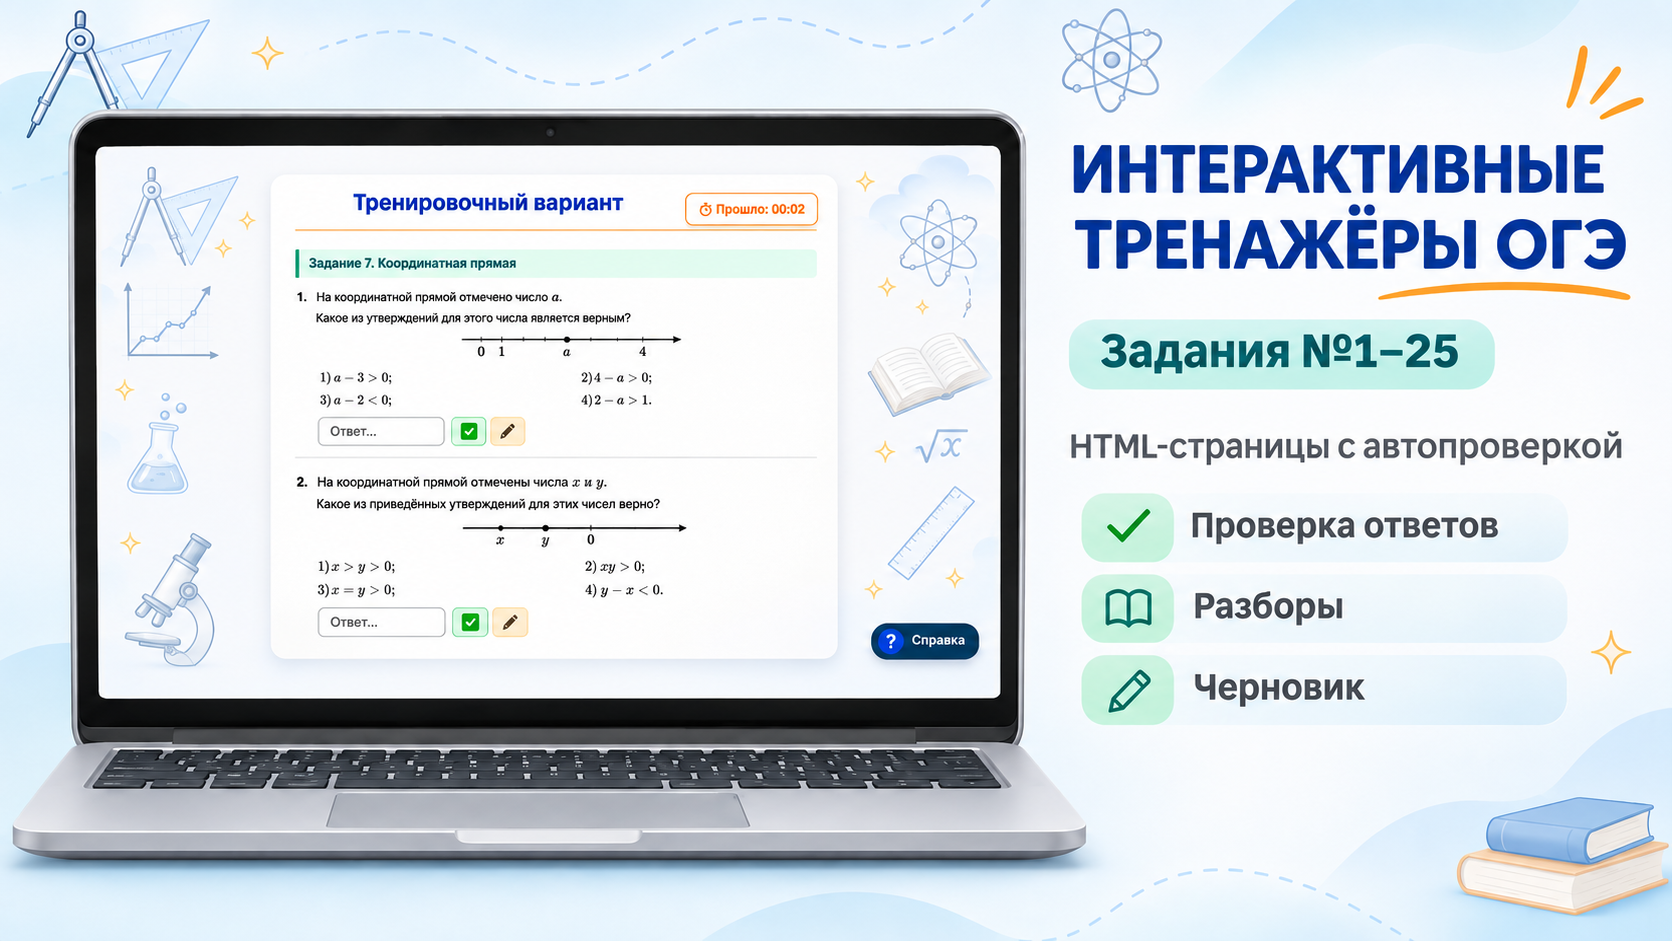 Тренировочный вариант
Прошло: 00:02
Задание 7. Координатная прямая
1. На координатной прямой отмечено число a.
Какое из утверждений для этого числа является верным?
0 1 a 4
1) a − 3 > 0;
2) 4 − a > 0;
3) a − 2 < 0;
4) 2 − a > 1.
Ответ...
2. На координатной прямой отмечены числа x и y.
Какое из приведённых утверждений для этих чисел верно?
x y 0
1) x > y > 0;
2) xy > 0;
3) x = y > 0;
4) y − x < 0.
Ответ...
√x
? Справка
ИНТЕРАКТИВНЫЕ
ТРЕНАЖЁРЫ ОГЭ
Задания №1–25
HTML-страницы с автопроверкой
Проверка ответов
Разборы
Черновик